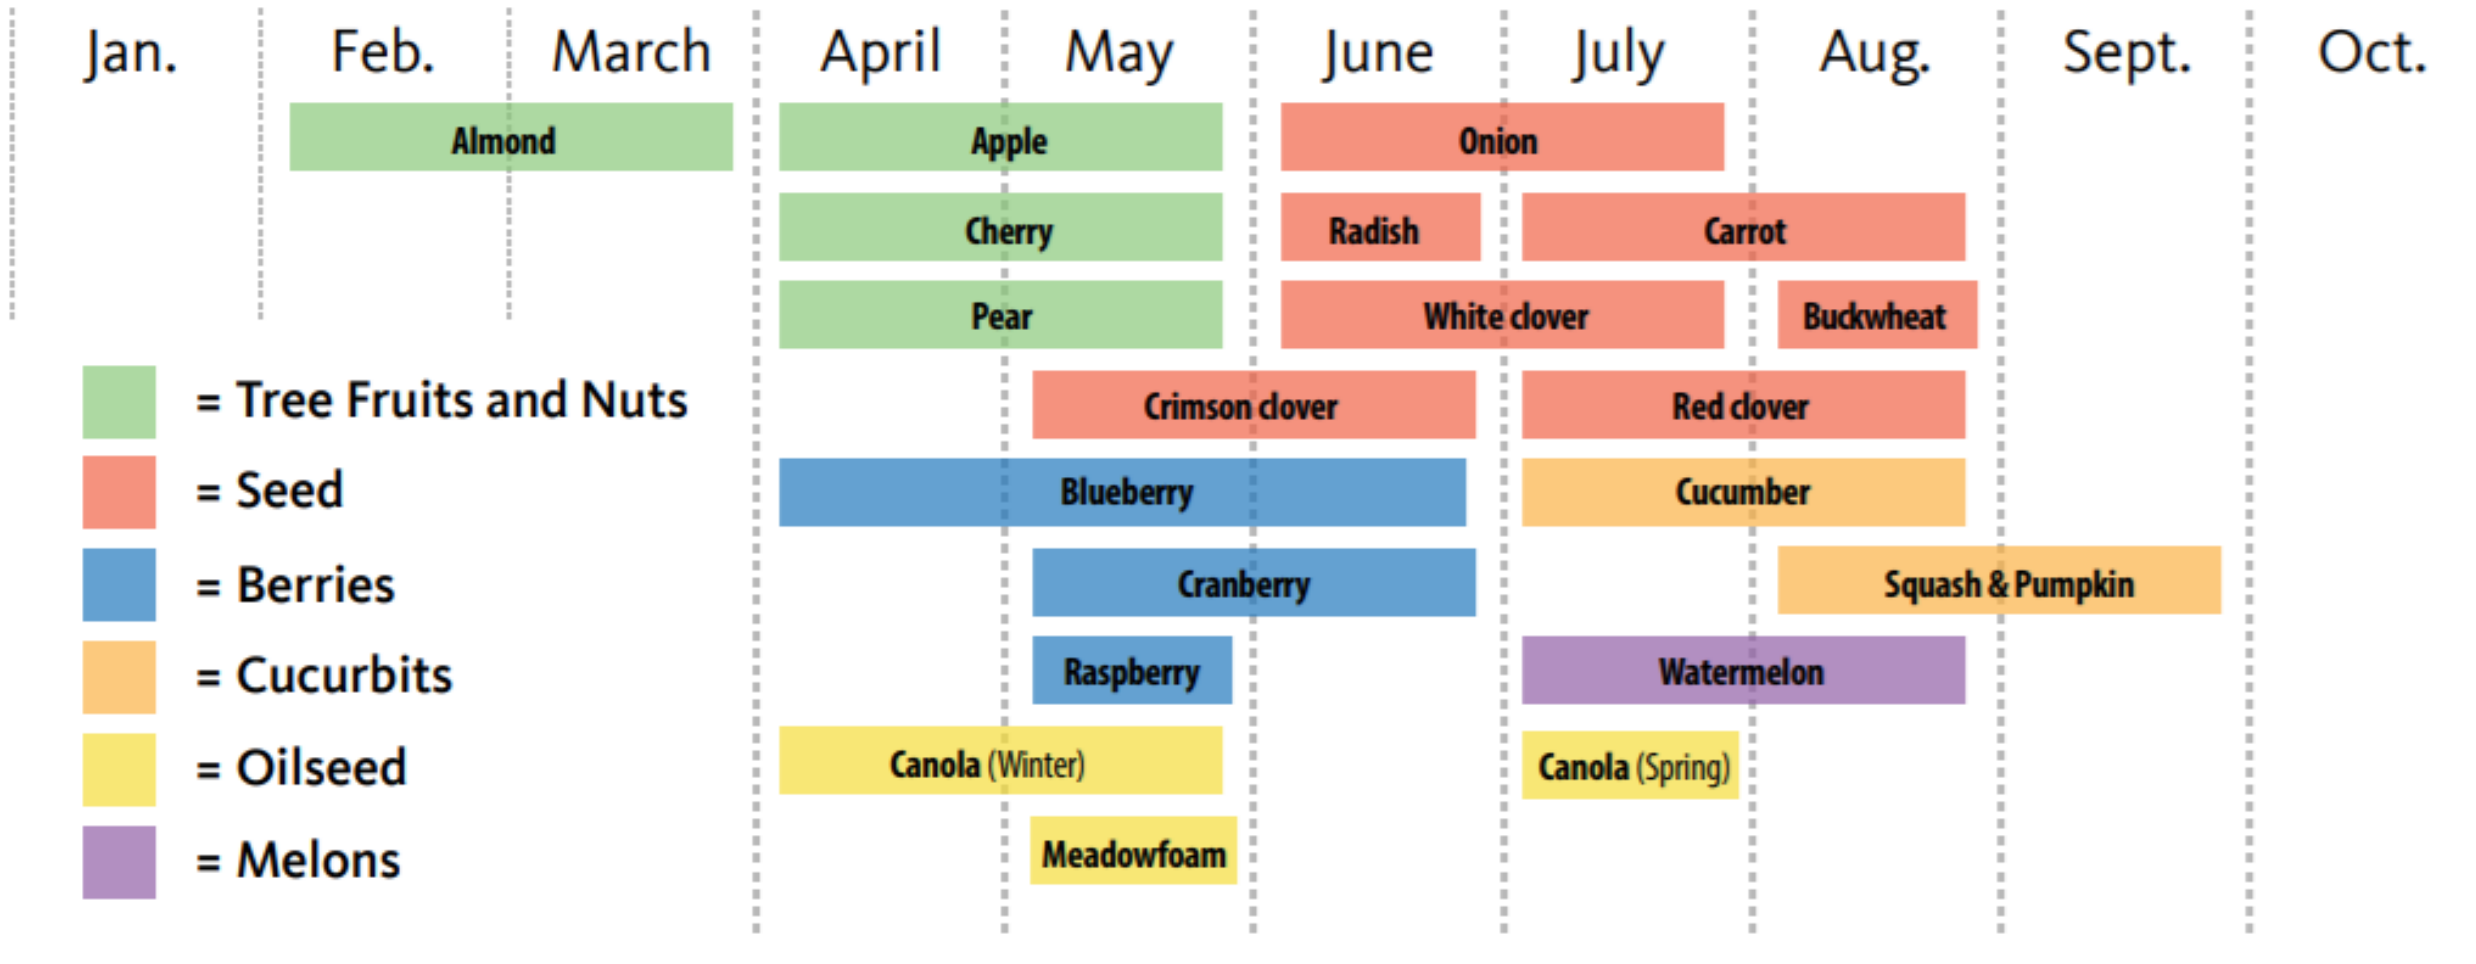 Jan. Feb. March April May June July Aug. Sept. Oct.
Almond Apple Onion
Cherry Radish Carrot
Pear White clover Buckwheat
= Tree Fruits and Nuts Crimson clover Red clover
= Seed Blueberry Cucumber
= Berries Cranberry Squash & Pumpkin
= Cucurbits Raspberry Watermelon
= Oilseed Canola (Winter) Canola (Spring)
= Melons Meadowfoam